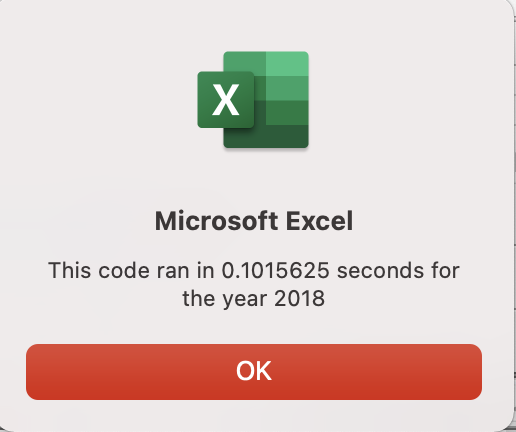 X
Microsoft Excel
This code ran in 0.1015625 seconds for
the year 2018
OK